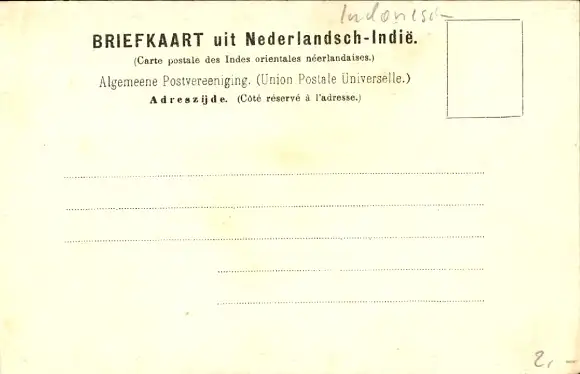 Indonesi
BRIEFKAART uit Nederlandsch-Indië.
(Carte postale des Indes orientales néerlandaises.)
Algemeene Postvereeniging. (Union Postale Universelle.)
Adreszijde. (Côté réservé à l'adresse.)
2,-